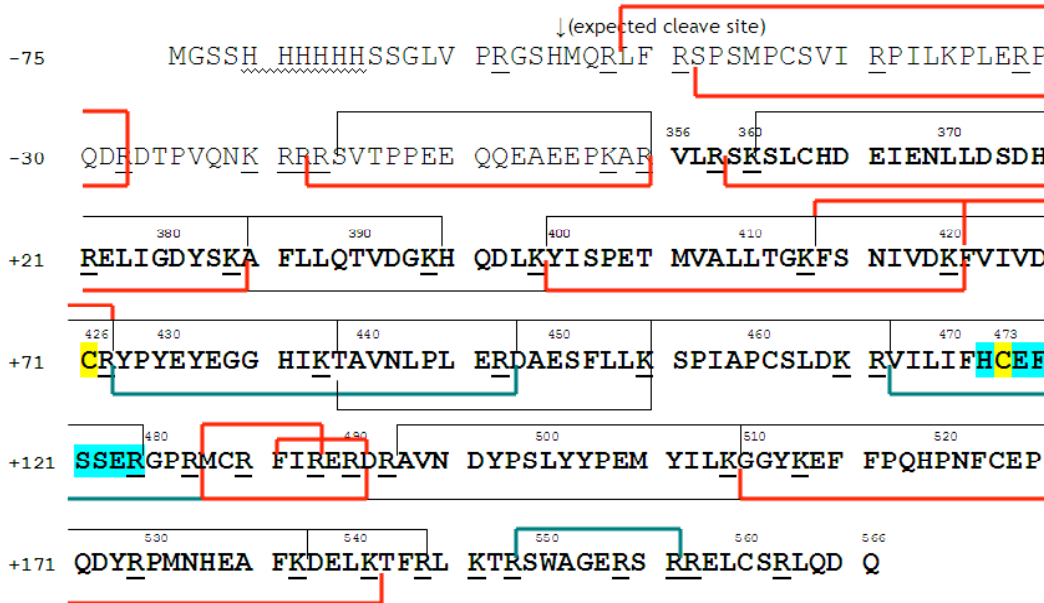 ↓(expected cleave site)
-75 MGSSH HHHHHSSGLV PRGSHMQRLF RSPSMPCSVI RPILKPLERP
356 360 370
-30 QDRDTPVQNK RRRSVTPPEE QQEAEEPKAR VLRSKSLCHD EIENLLDSDH
380 390 400 410 420
+21 RELIGDYSKA FLLQTVDGKH QDLKYISPET MVALLTGKFS NIVDKFVIVD
426 430 440 450 460 470 473
+71 CRYPYEYEGG HIKTAVNLPL ERDAESFLLK SPIAPCSLDK RVILIFHCEF
480 490 500 510 520
+121 SSERGPRMCR FIRERDRAVN DYPSLYYPEM YILKGGYKEF FPQHPNFCEP
530 540 550 560 566
+171 QDYRPMNHEA FKDELKTFRL KTRSWAGERS RRELCSRLQD Q